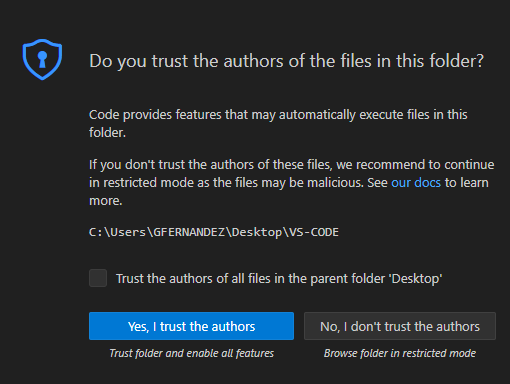 Do you trust the authors of the files in this folder?
Code provides features that may automatically execute files in this
folder.
If you don't trust the authors of these files, we recommend to continue
in restricted mode as the files may be malicious. See our docs to learn
more.
C:\Users\GFERNANDEZ\Desktop\VS-CODE
Trust the authors of all files in the parent folder 'Desktop'
Yes, I trust the authors
No, I don't trust the authors
Trust folder and enable all features
Browse folder in restricted mode